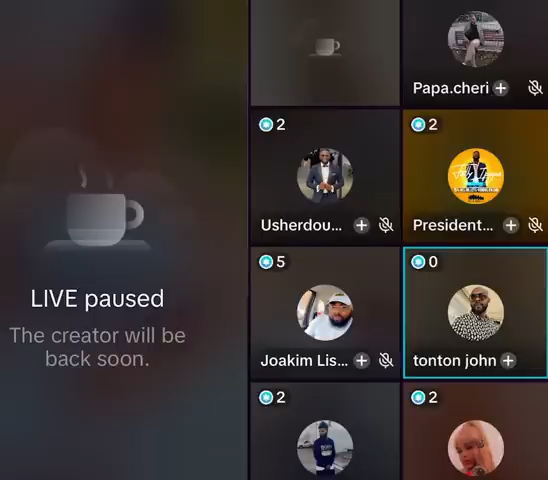 LIVE paused
The creator will be
back soon.
Papa.cheri
2
Usherdou...
2
President...
5
Joakim Lis...
0
tonton john
2
2